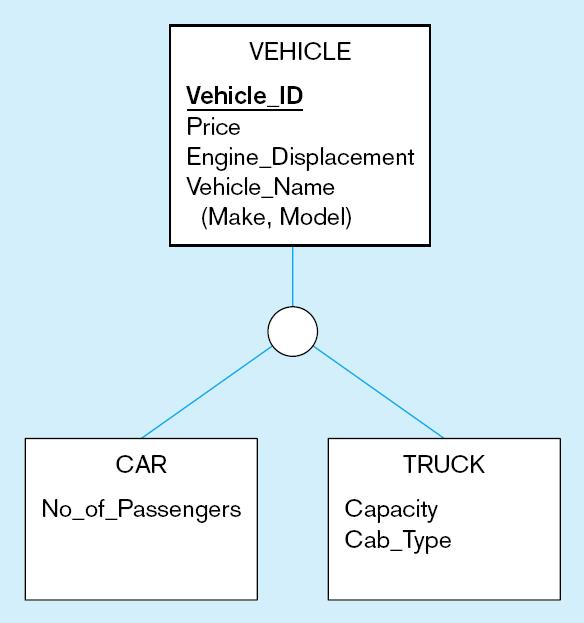 VEHICLE
Vehicle_ID
Price
Engine_Displacement
Vehicle_Name
(Make, Model)
CAR
No_of_Passengers
TRUCK
Capacity
Cab_Type